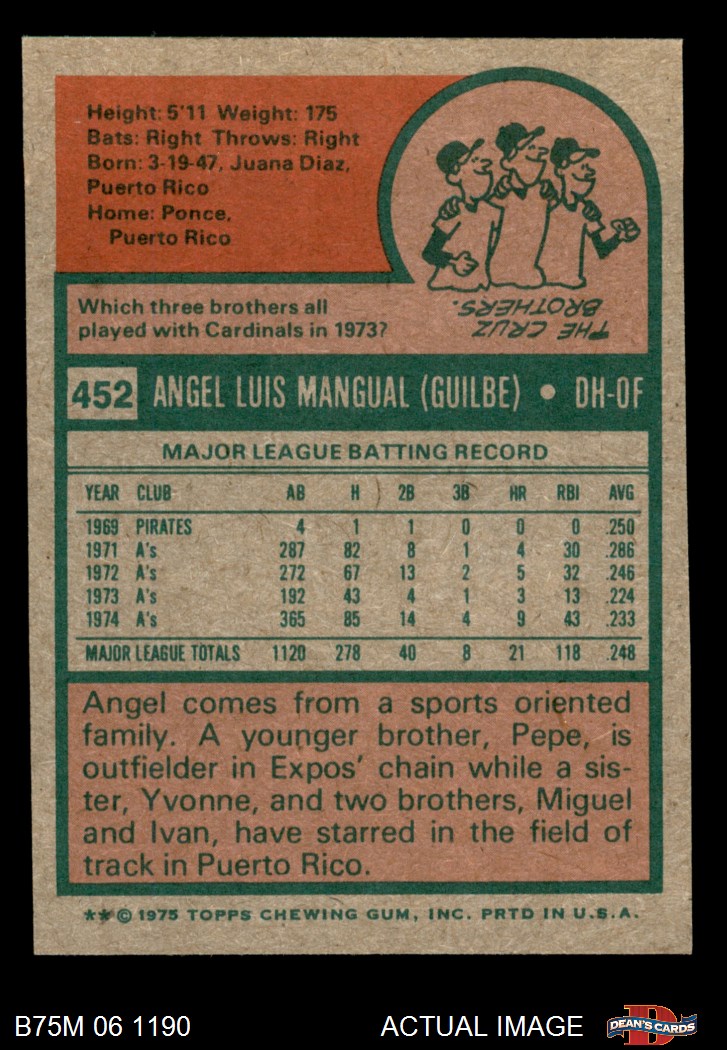 Height: 5'11 Weight: 175
Bats: Right Throws: Right
Born: 3-19-47, Juana Diaz,
Puerto Rico
Home: Ponce,
Puerto Rico
Which three brothers all
played with Cardinals in 1973?
THE CRUZ
BROTHERS.
452 ANGEL LUIS MANGUAL (GUILBE) • DH-OF
MAJOR LEAGUE BATTING RECORD
YEAR CLUB AB H 2B 3B HR RBI AVG
1969 PIRATES 4 1 1 0 0 0 .250
1971 A's 287 82 8 1 4 30 .286
1972 A's 272 67 13 2 5 32 .246
1973 A's 192 43 4 1 3 13 .224
1974 A's 365 85 14 4 9 43 .233
MAJOR LEAGUE TOTALS 1120 278 40 8 21 118 .248
Angel comes from a sports oriented
family. A younger brother, Pepe, is
outfielder in Expos' chain while a sis-
ter, Yvonne, and two brothers, Miguel
and Ivan, have starred in the field of
track in Puerto Rico.
**© 1975 TOPPS CHEWING GUM, INC. PRTD IN U.S.A.
B75M 06 1190 ACTUAL IMAGE D DEAN'S CARDS